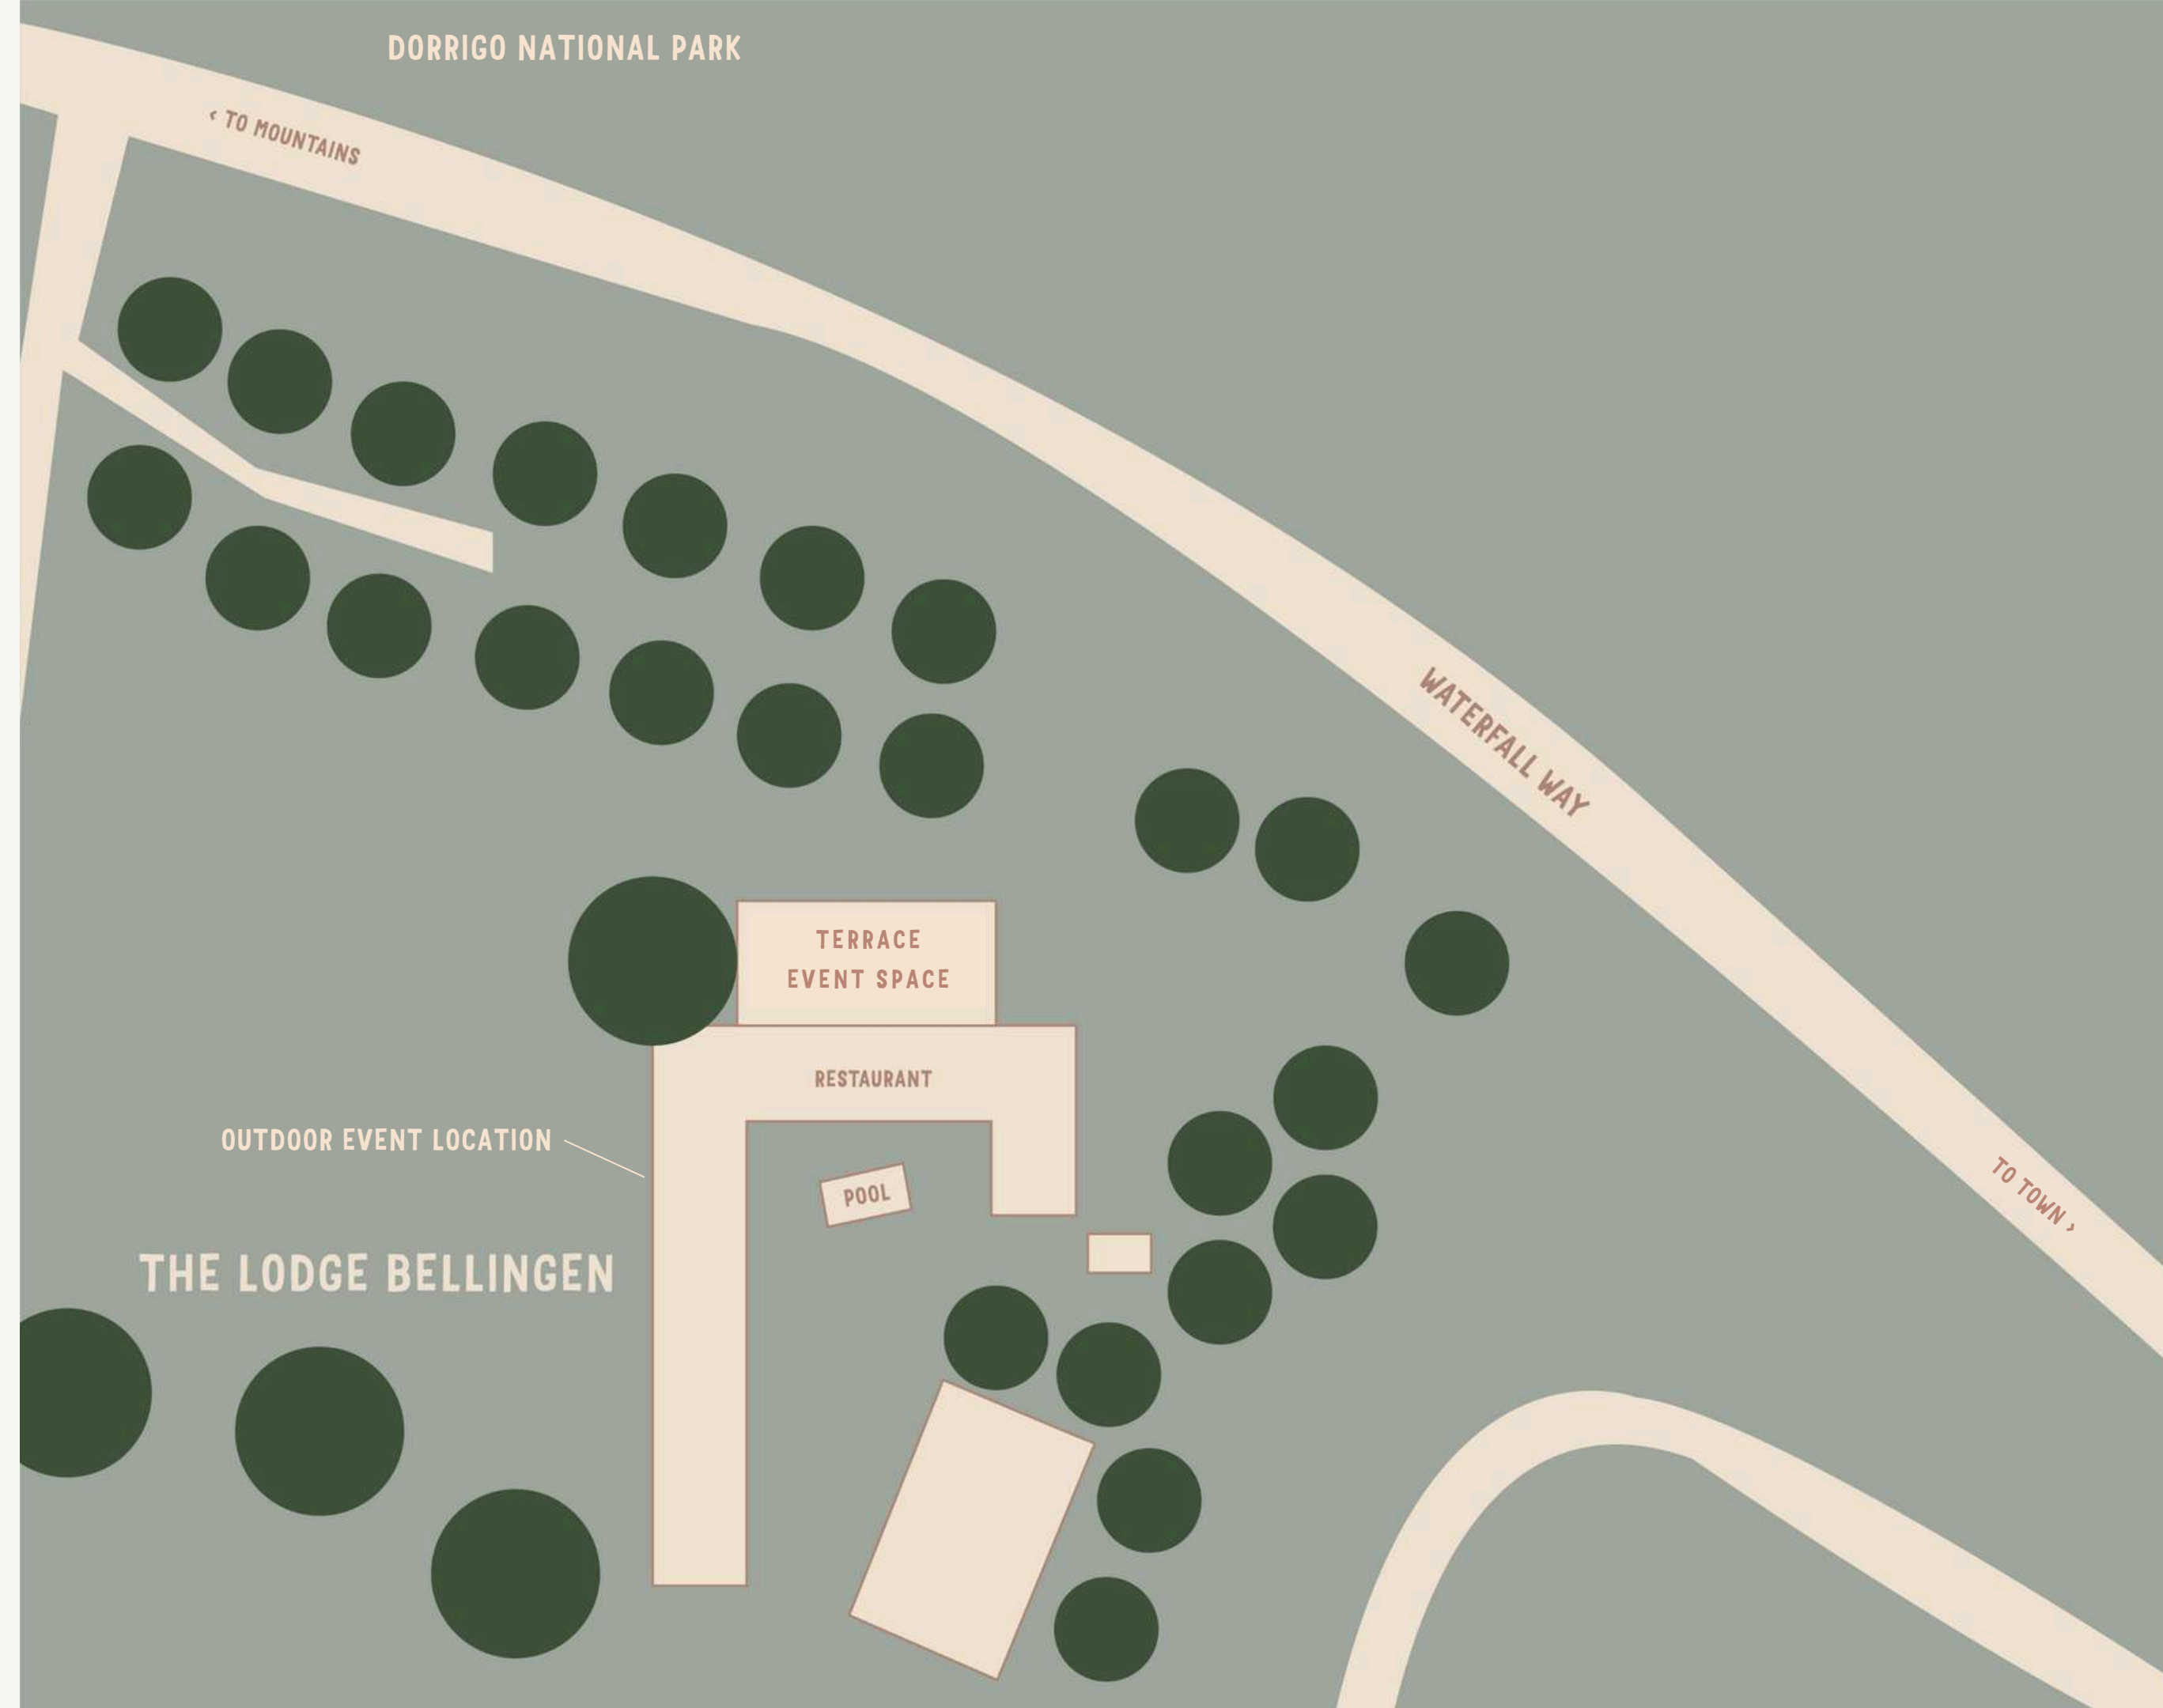 DORRIGO NATIONAL PARK
‹ TO MOUNTAINS
WATERFALL WAY
TERRACE
EVENT SPACE
RESTAURANT
OUTDOOR EVENT LOCATION
POOL
TO TOWN ›
THE LODGE BELLINGEN